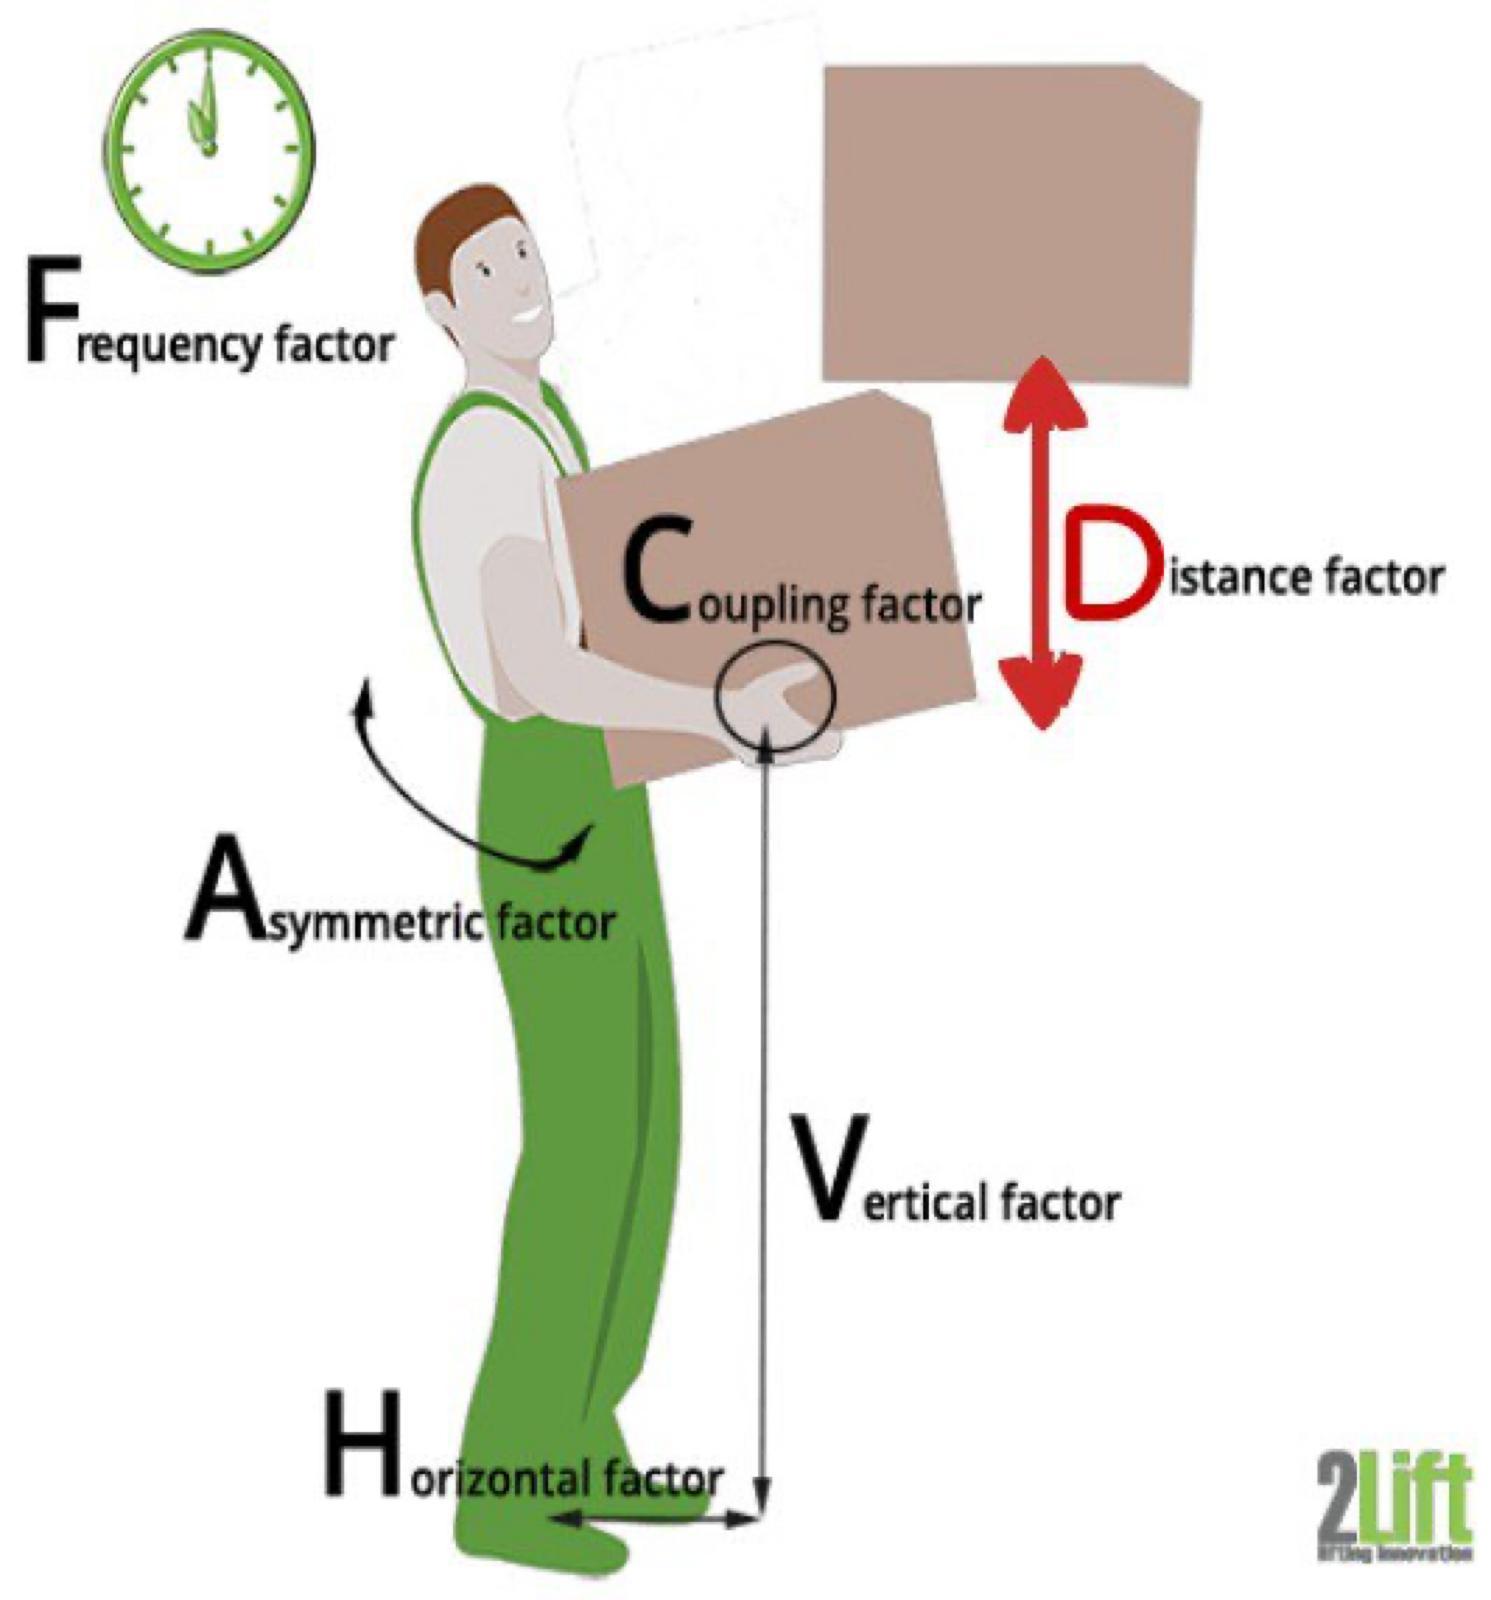 Frequency factor
Coupling factor
Distance factor
Asymmetric factor
Vertical factor
Horizontal factor
2Lift
lifting innovation